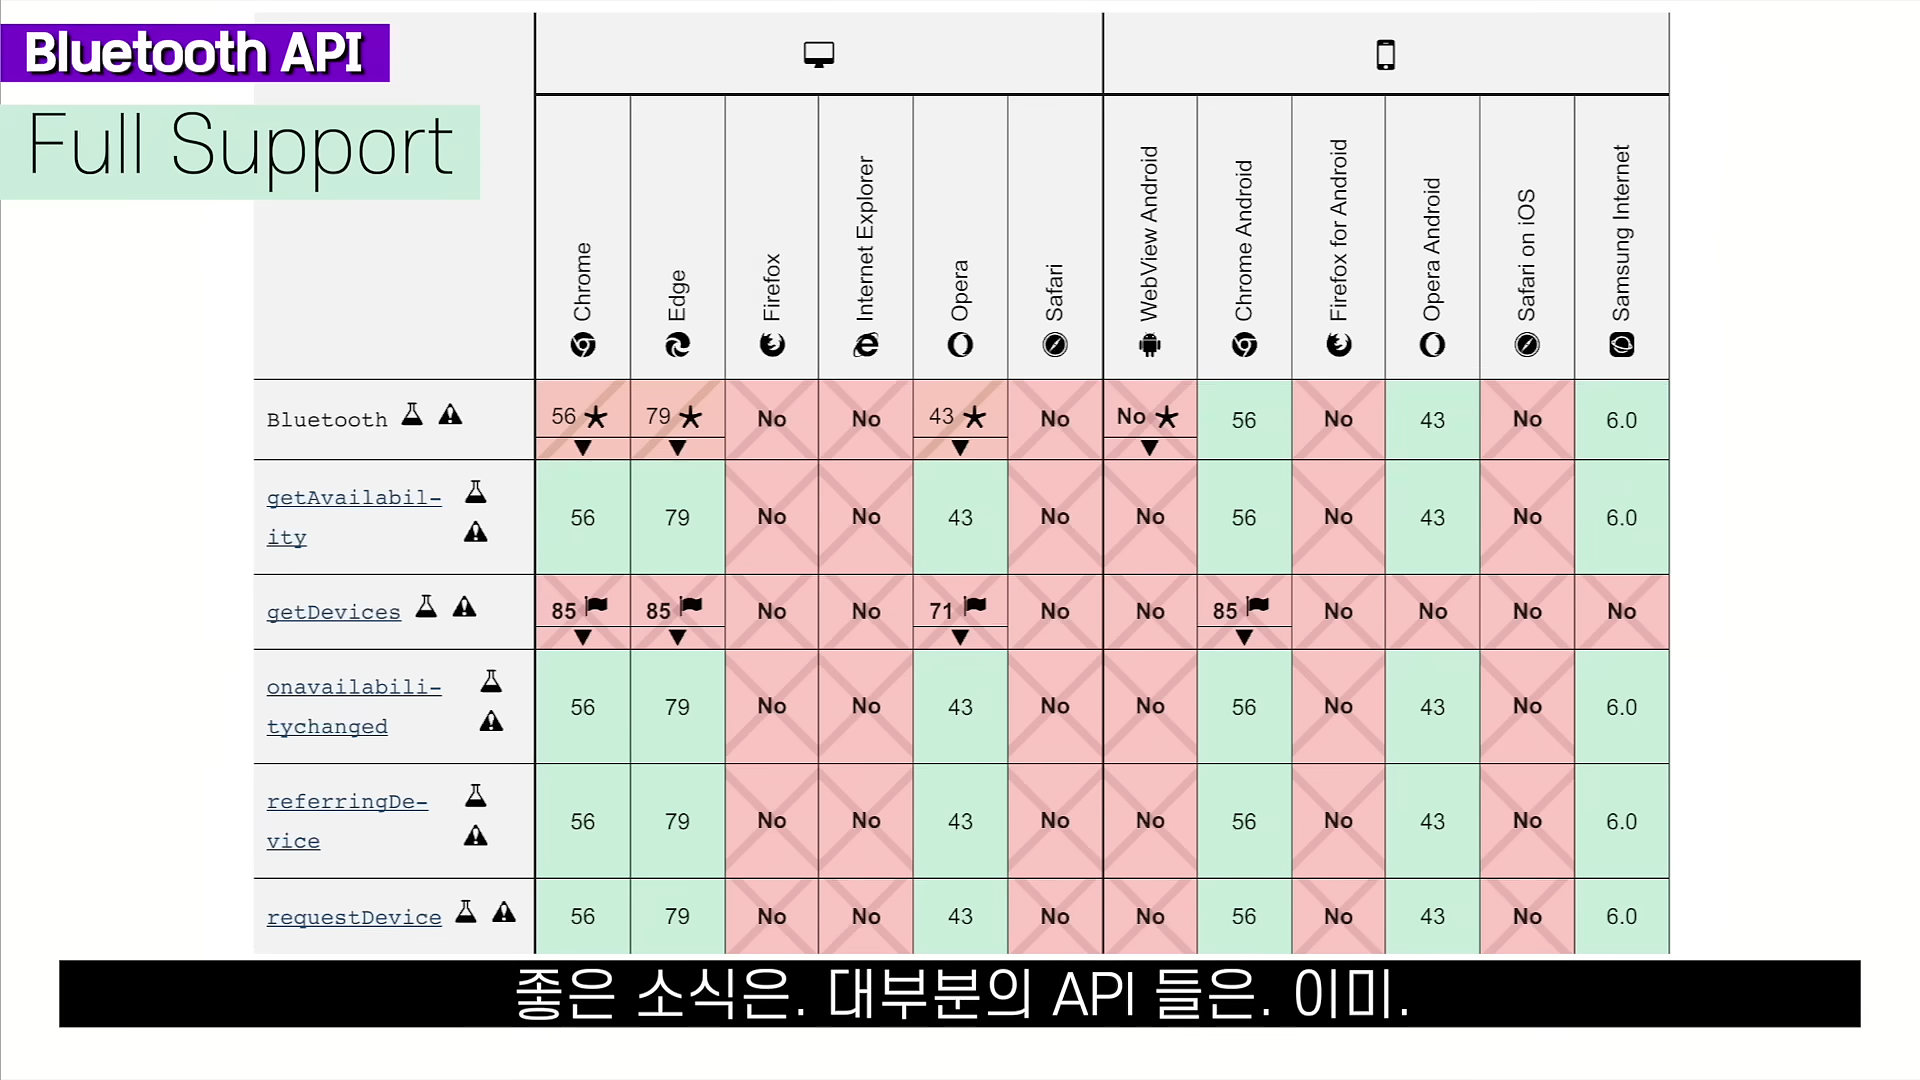 Bluetooth API
Full Support
Chrome
Edge
Firefox
Internet Explorer
Opera
Safari
WebView Android
Chrome Android
Firefox for Android
Opera Android
Safari on iOS
Samsung Internet
Bluetooth 56 79 No No 43 No No 56 No 43 No 6.0
getAvailabil-
ity 56 79 No No 43 No No 56 No 43 No 6.0
getDevices 85 85 No No 71 No No 85 No No No No
onavailabili-
tychanged 56 79 No No 43 No No 56 No 43 No 6.0
referringDe-
vice 56 79 No No 43 No No 56 No 43 No 6.0
requestDevice 56 79 No No 43 No No 56 No 43 No 6.0
좋은 소식은. 대부분의 API 들은. 이미.